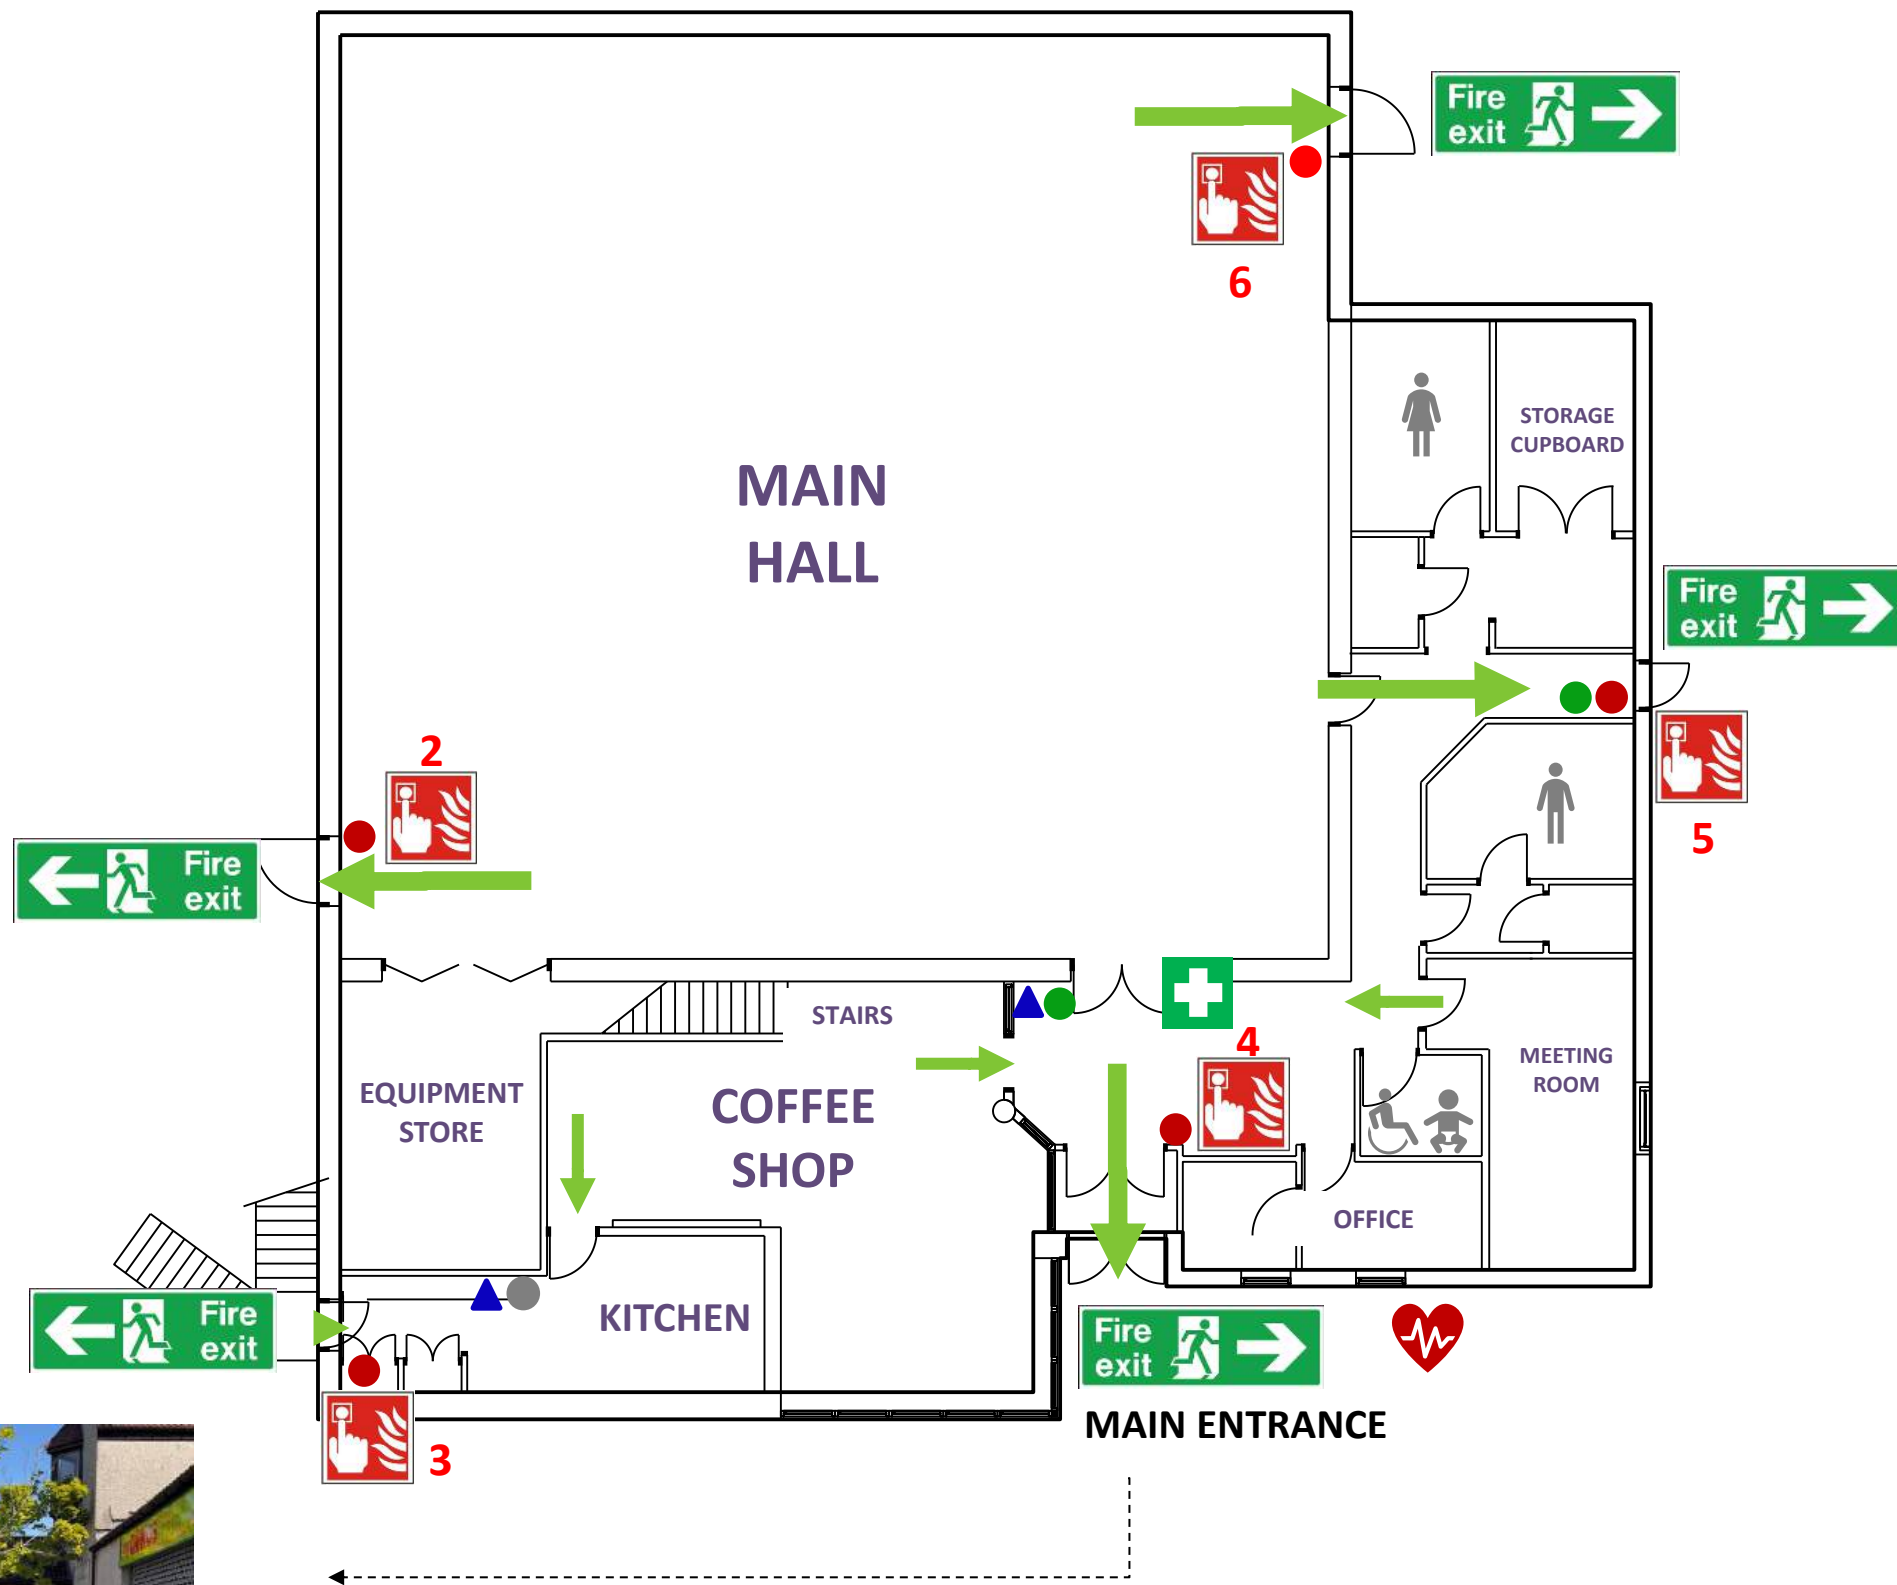 Fire
exit
6
STORAGE
CUPBOARD
MAIN
HALL
Fire
exit
2
5
Fire
exit
STAIRS
4
MEETING
ROOM
EQUIPMENT
STORE
COFFEE
SHOP
OFFICE
KITCHEN
Fire
exit
Fire
exit
MAIN ENTRANCE
3